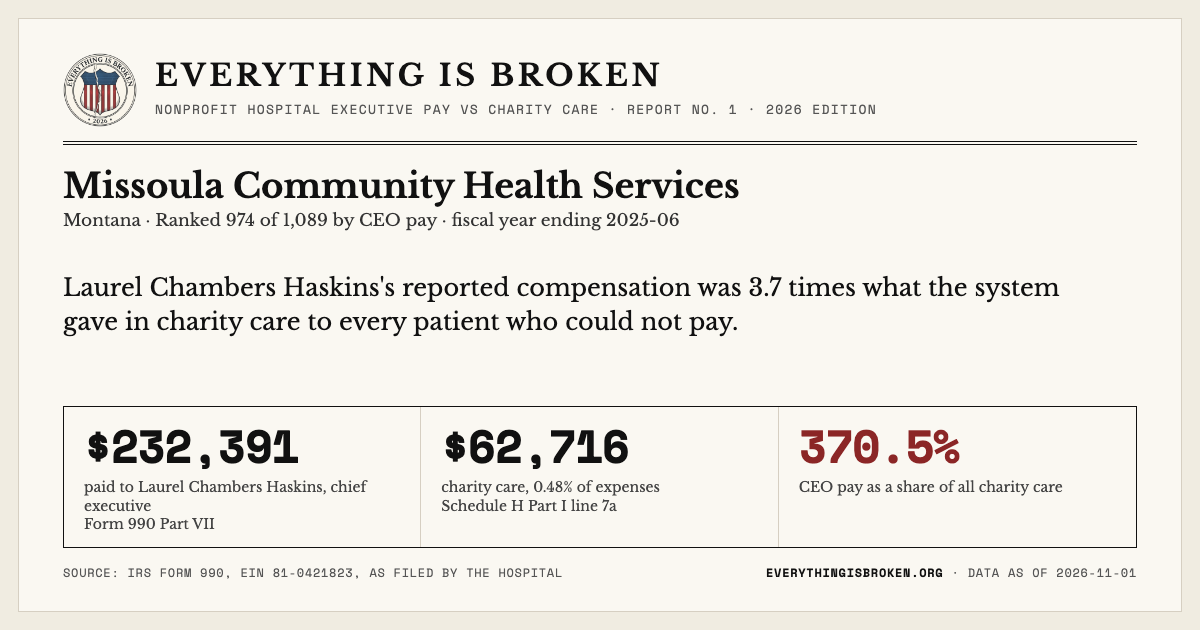 EVERYTHING IS BROKEN
2026
EVERYTHING IS BROKEN
NONPROFIT HOSPITAL EXECUTIVE PAY VS CHARITY CARE · REPORT NO. 1 · 2026 EDITION
Missoula Community Health Services
Montana · Ranked 974 of 1,089 by CEO pay · fiscal year ending 2025-06
Laurel Chambers Haskins's reported compensation was 3.7 times what the system
gave in charity care to every patient who could not pay.
$232,391
paid to Laurel Chambers Haskins, chief
executive
Form 990 Part VII
$62,716
charity care, 0.48% of expenses
Schedule H Part I line 7a
370.5%
CEO pay as a share of all charity care
SOURCE: IRS FORM 990, EIN 81-0421823, AS FILED BY THE HOSPITAL
EVERYTHINGISBROKEN.ORG · DATA AS OF 2026-11-01